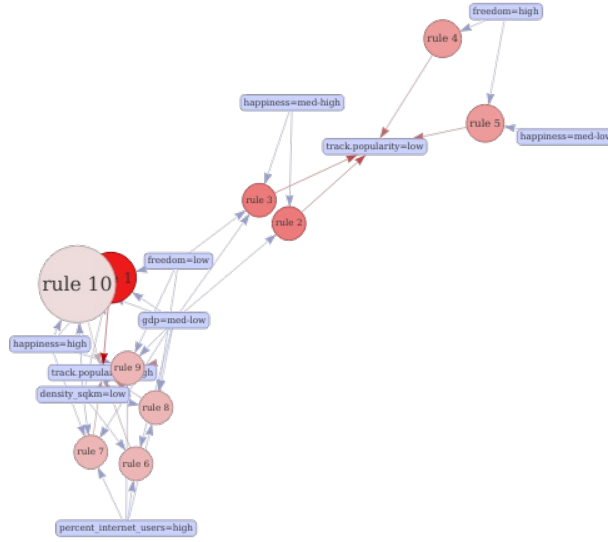 freedom=high
rule 4
happiness=med-high
rule 5
happiness=med-low
track.popularity=low
rule 3
rule 2
freedom=low
rule 10
1
gdp=med-low
happiness=high
rule 9
density_sqkm=low
rule 8
rule 7
rule 6
percent_internet_users=high